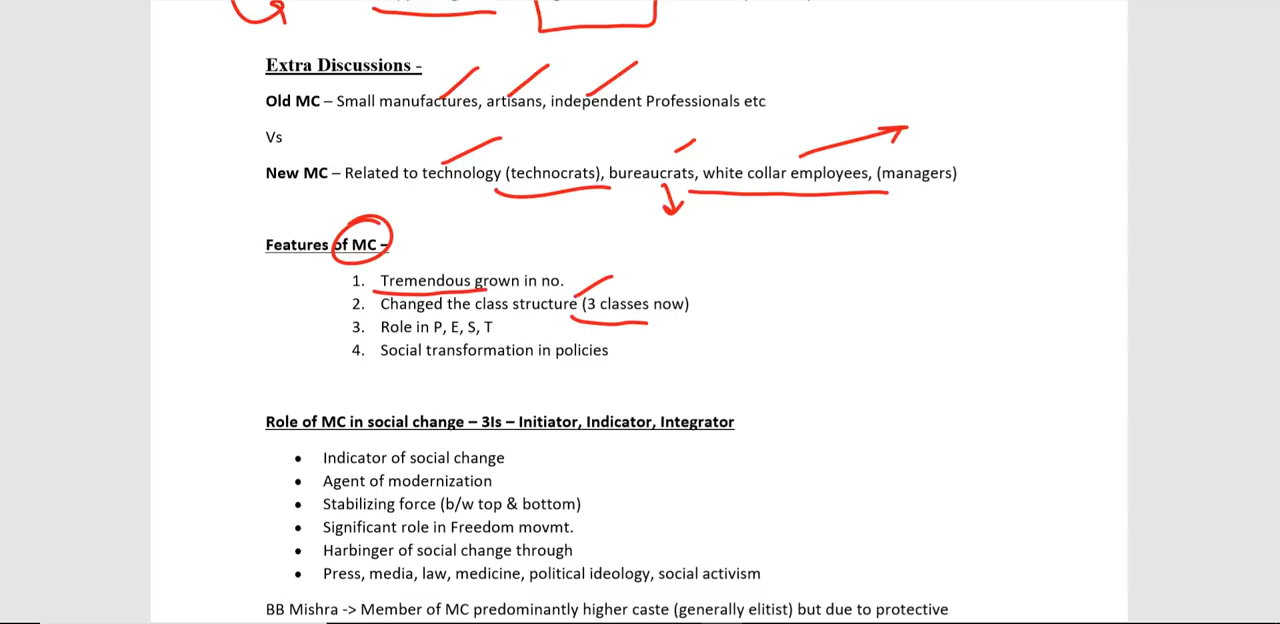 Extra Discussions -
Old MC – Small manufactures, artisans, independent Professionals etc
Vs
New MC – Related to technology (technocrats), bureaucrats, white collar employees, (managers)
Features of MC –
1. Tremendous grown in no.
2. Changed the class structure (3 classes now)
3. Role in P, E, S, T
4. Social transformation in policies
Role of MC in social change – 3Is – Initiator, Indicator, Integrator
• Indicator of social change
• Agent of modernization
• Stabilizing force (b/w top & bottom)
• Significant role in Freedom movmt.
• Harbinger of social change through
• Press, media, law, medicine, political ideology, social activism
BB Mishra -> Member of MC predominantly higher caste (generally elitist) but due to protective